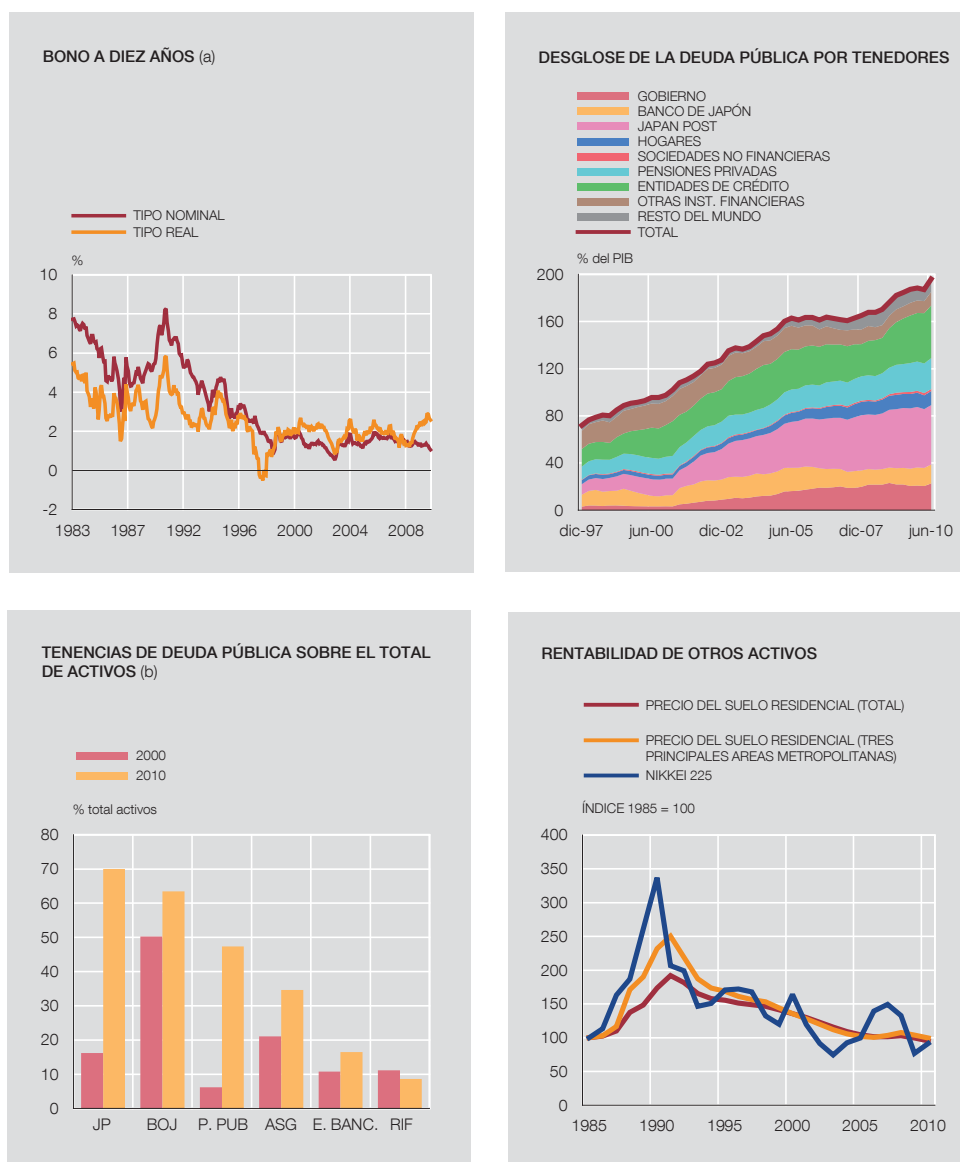 BONO A DIEZ AÑOS (a)
TIPO NOMINAL
TIPO REAL
%
10
8
6
4
2
0
-2
1983 1987 1992 1996 2000 2004 2008
DESGLOSE DE LA DEUDA PÚBLICA POR TENEDORES
GOBIERNO
BANCO DE JAPÓN
JAPAN POST
HOGARES
SOCIEDADES NO FINANCIERAS
PENSIONES PRIVADAS
ENTIDADES DE CRÉDITO
OTRAS INST. FINANCIERAS
RESTO DEL MUNDO
TOTAL
% del PIB
200
160
120
80
40
0
dic-97 jun-00 dic-02 jun-05 dic-07 jun-10
TENENCIAS DE DEUDA PÚBLICA SOBRE EL TOTAL
DE ACTIVOS (b)
2000
2010
% total activos
80
70
60
50
40
30
20
10
0
JP BOJ P. PUB ASG E. BANC. RIF
RENTABILIDAD DE OTROS ACTIVOS
PRECIO DEL SUELO RESIDENCIAL (TOTAL)
PRECIO DEL SUELO RESIDENCIAL (TRES
PRINCIPALES AREAS METROPOLITANAS)
NIKKEI 225
ÍNDICE 1985 = 100
400
350
300
250
200
150
100
50
0
1985 1990 1995 2000 2005 2010